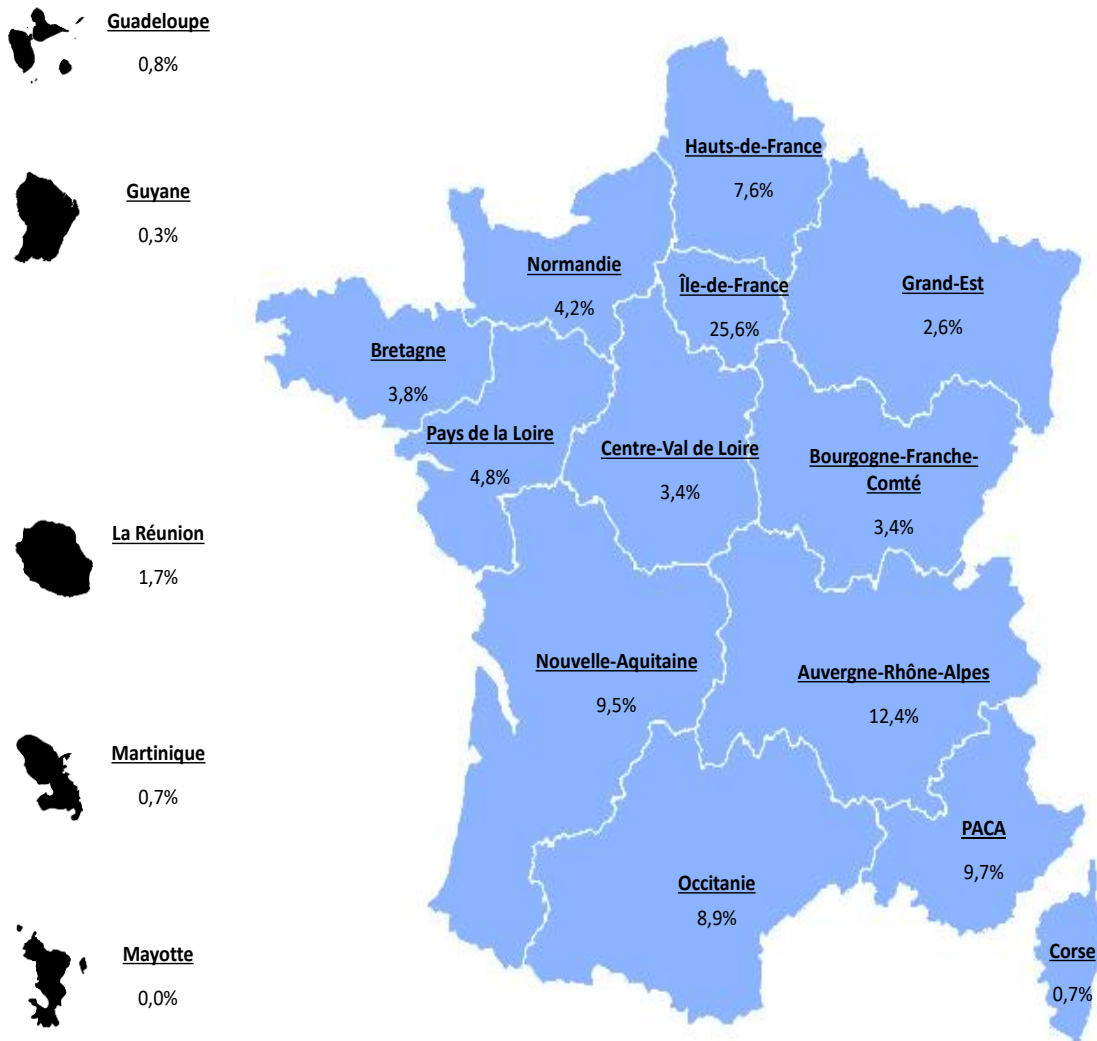 Guadeloupe
0,8%
Guyane
0,3%
La Réunion
1,7%
Martinique
0,7%
Mayotte
0,0%
Hauts-de-France
7,6%
Normandie
4,2%
Île-de-France
25,6%
Grand-Est
2,6%
Bretagne
3,8%
Pays de la Loire
4,8%
Centre-Val de Loire
3,4%
Bourgogne-Franche-
Comté
3,4%
Nouvelle-Aquitaine
9,5%
Auvergne-Rhône-Alpes
12,4%
Occitanie
8,9%
PACA
9,7%
Corse
0,7%